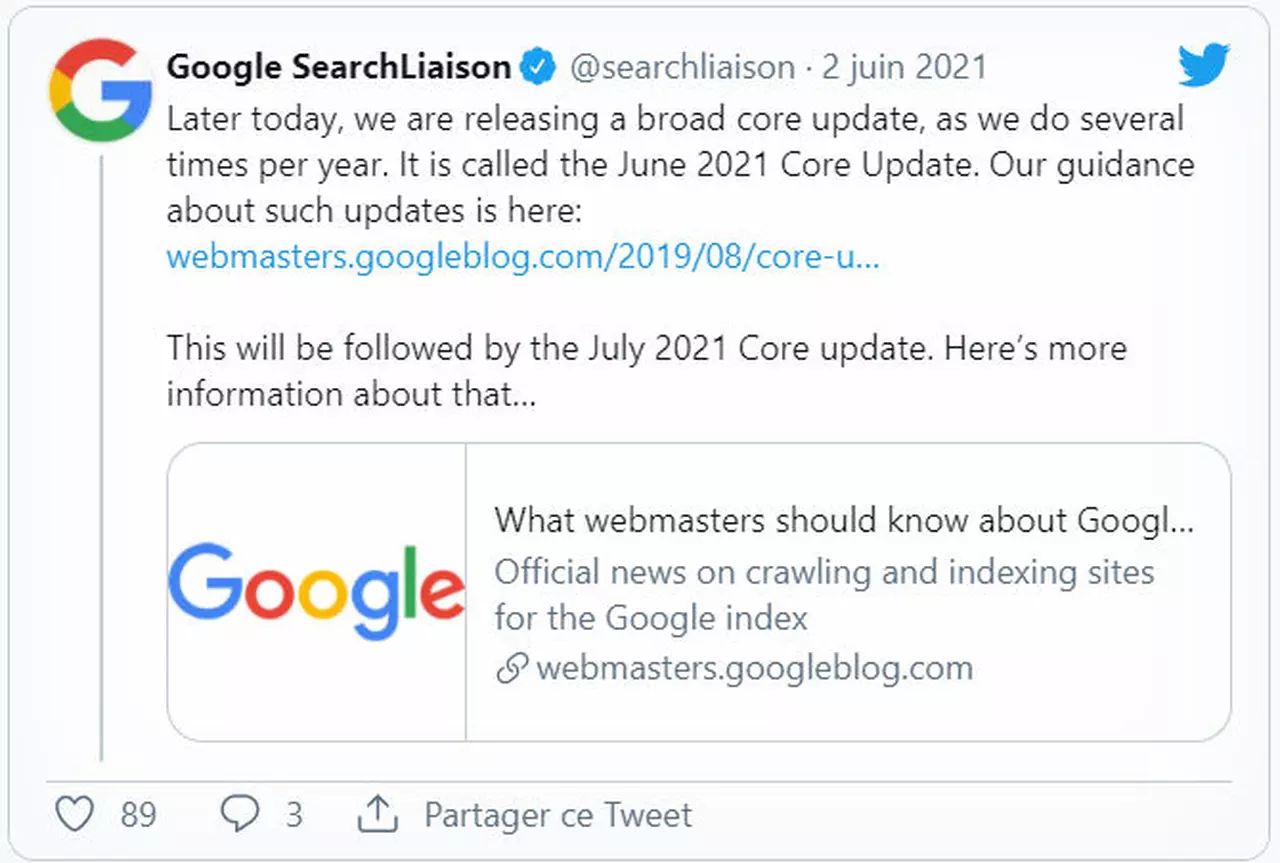 Google SearchLiaison @searchliaison · 2 juin 2021
Later today, we are releasing a broad core update, as we do several
times per year. It is called the June 2021 Core Update. Our guidance
about such updates is here:
webmasters.googleblog.com/2019/08/core-u...
This will be followed by the July 2021 Core update. Here’s more
information about that...
Google
What webmasters should know about Googl...
Official news on crawling and indexing sites
for the Google index
webmasters.googleblog.com
89 3 Partager ce Tweet